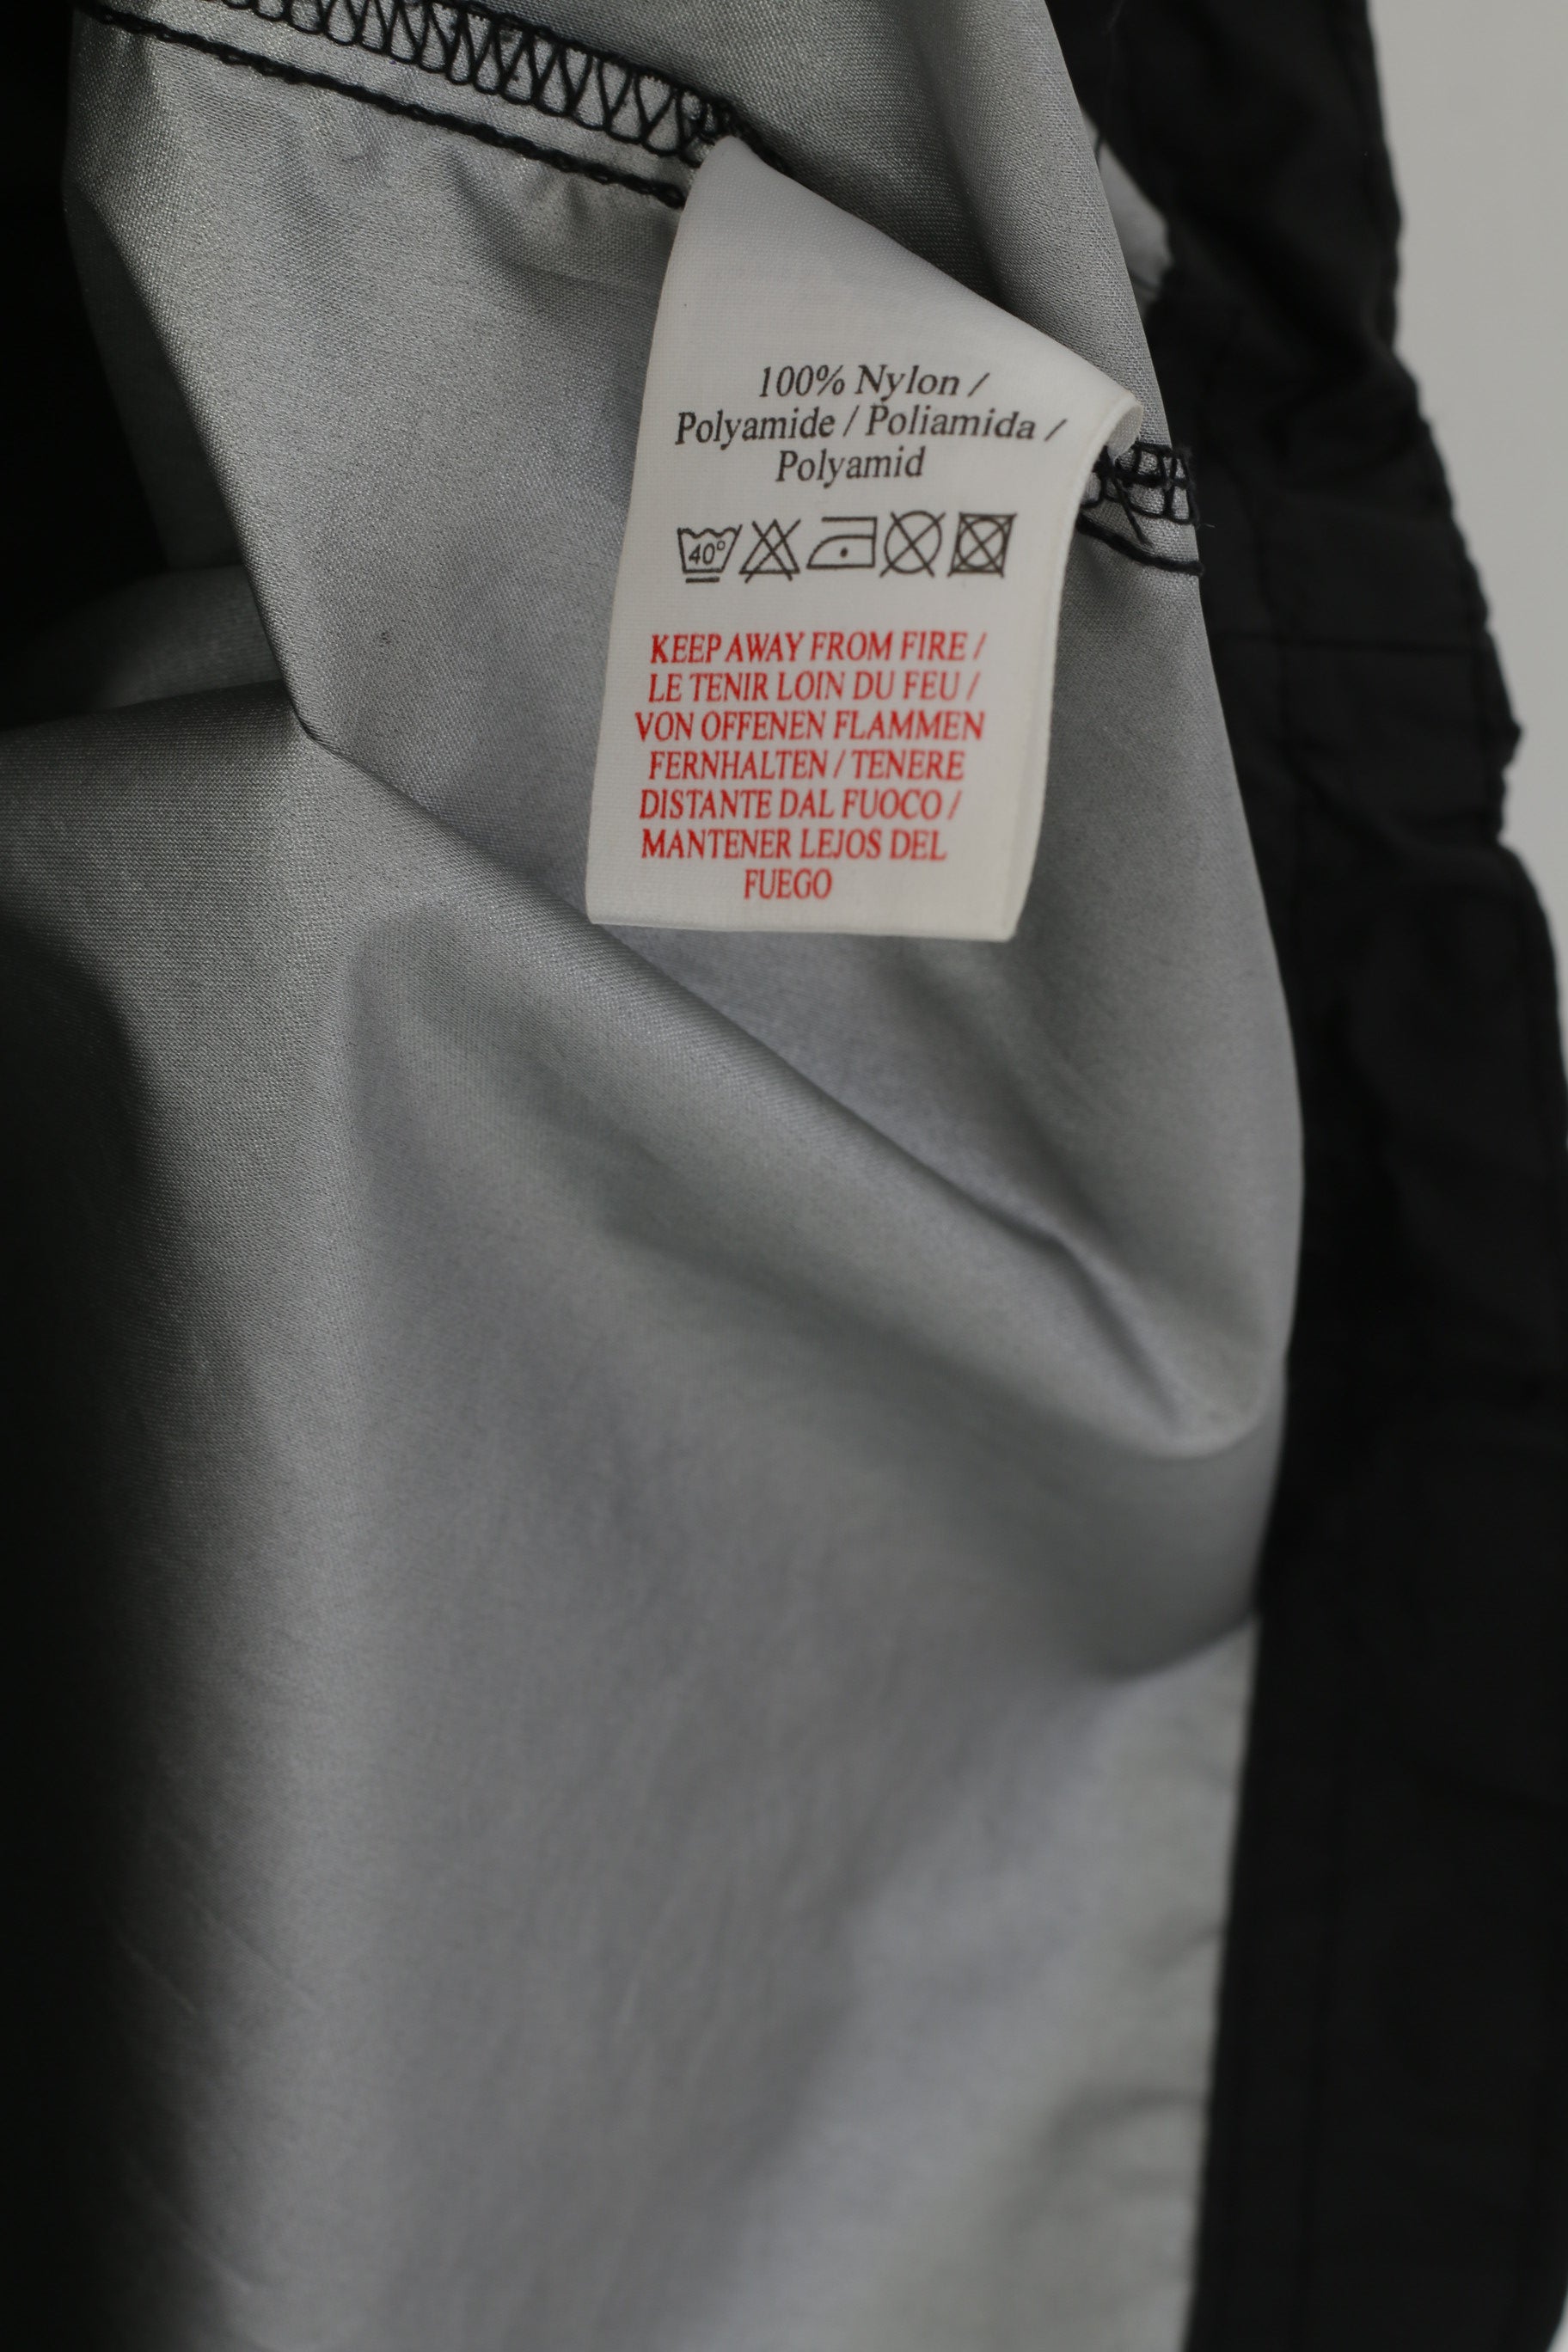 100% Nylon /
Polyamide / Poliamida /
Polyamid
40°
KEEP AWAY FROM FIRE /
LE TENIR LOIN DU FEU /
VON OFFENEN FLAMMEN
FERNHALTEN / TENERE
DISTANTE DAL FUOCO /
MANTENER LEJOS DEL
FUEGO